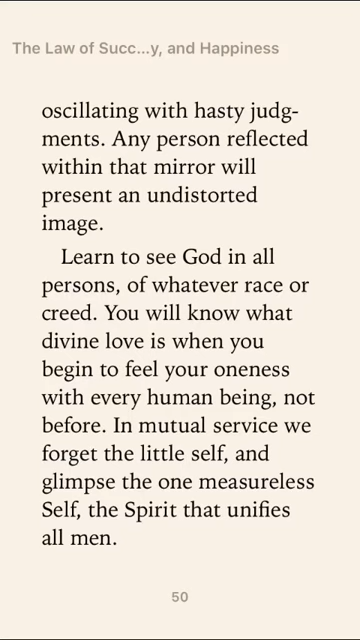 The Law of Succ...y, and Happiness
oscillating with hasty judg-
ments. Any person reflected
within that mirror will
present an undistorted
image.
Learn to see God in all
persons, of whatever race or
creed. You will know what
divine love is when you
begin to feel your oneness
with every human being, not
before. In mutual service we
forget the little self, and
glimpse the one measureless
Self, the Spirit that unifies
all men.
50